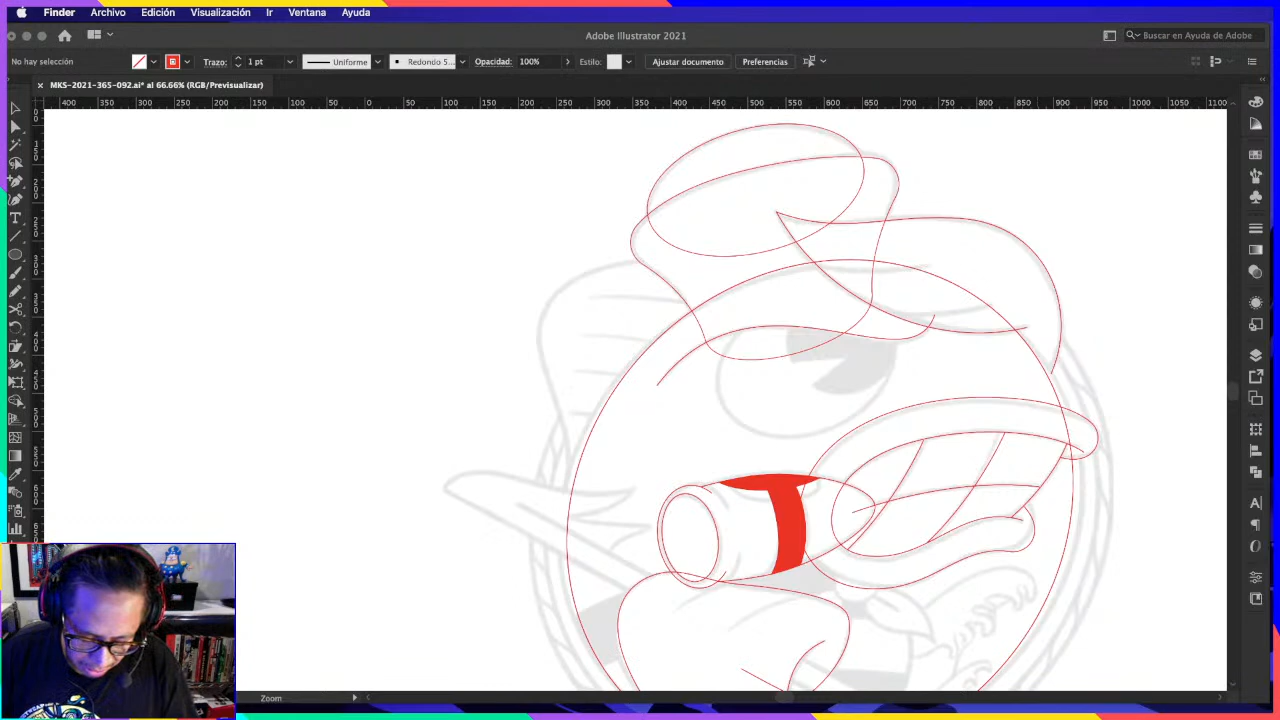 Finder Archivo Edición Visualización Ir Ventana Ayuda
Adobe Illustrator 2021
Buscar en Ayuda de Adobe
No hay selección Trazo: 1 pt Uniforme Redondo 5... Opacidad: 100% Estilo: Ajustar documento Preferencias
MKS-2021-365-092.ai* al 66.66% (RGB/Previsualizar)
400 350 300 250 200 150 100 50 0 50 100 150 200 250 300 350 400 450 500 550 600 650 700 750 800 850 900 950 1000 1050 1100
Zoom